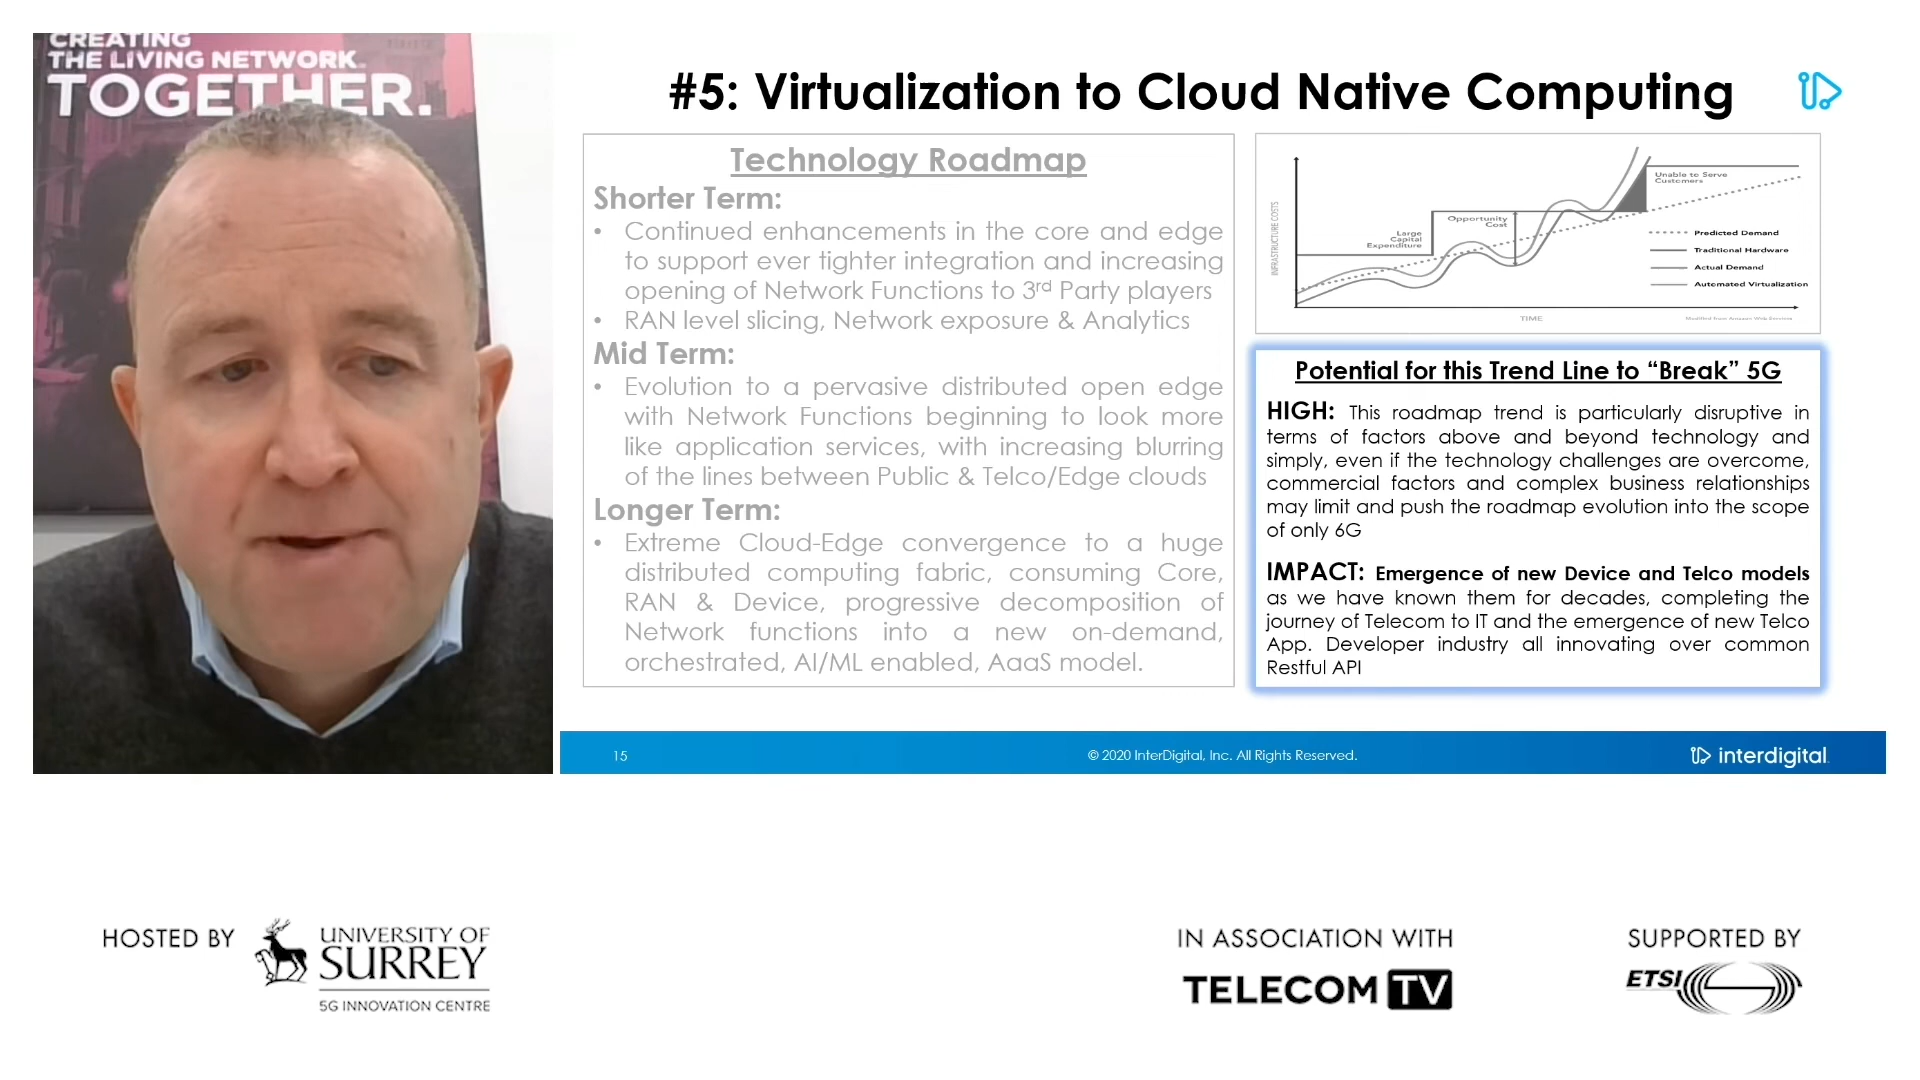 CREATING
THE LIVING NETWORK.
TOGETHER.
#5: Virtualization to Cloud Native Computing
Technology Roadmap
Shorter Term:
• Continued enhancements in the core and edge
to support ever tighter integration and increasing
opening of Network Functions to 3rd Party players
• RAN level slicing, Network exposure & Analytics
Mid Term:
• Evolution to a pervasive distributed open edge
with Network Functions beginning to look more
like application services, with increasing blurring
of the lines between Public & Telco/Edge clouds
Longer Term:
• Extreme Cloud-Edge convergence to a huge
distributed computing fabric, consuming Core,
RAN & Device, progressive decomposition of
Network functions into a new on-demand,
orchestrated, AI/ML enabled, AaaS model.
INFRASTRUCTURE COSTS
Large
Capital
Expenditure
Opportunity
Cost
Unable to Serve
Customers
Predicted Demand
Traditional Hardware
Actual Demand
Automated Virtualization
TIME
Modified from Amazon Web Services
Potential for this Trend Line to “Break” 5G
HIGH: This roadmap trend is particularly disruptive in
terms of factors above and beyond technology and
simply, even if the technology challenges are overcome,
commercial factors and complex business relationships
may limit and push the roadmap evolution into the scope
of only 6G
IMPACT: Emergence of new Device and Telco models
as we have known them for decades, completing the
journey of Telecom to IT and the emergence of new Telco
App. Developer industry all innovating over common
Restful API
15
© 2020 InterDigital, Inc. All Rights Reserved.
interdigital
HOSTED BY
UNIVERSITY OF
SURREY
5G INNOVATION CENTRE
IN ASSOCIATION WITH
TELECOM TV
SUPPORTED BY
ETSI